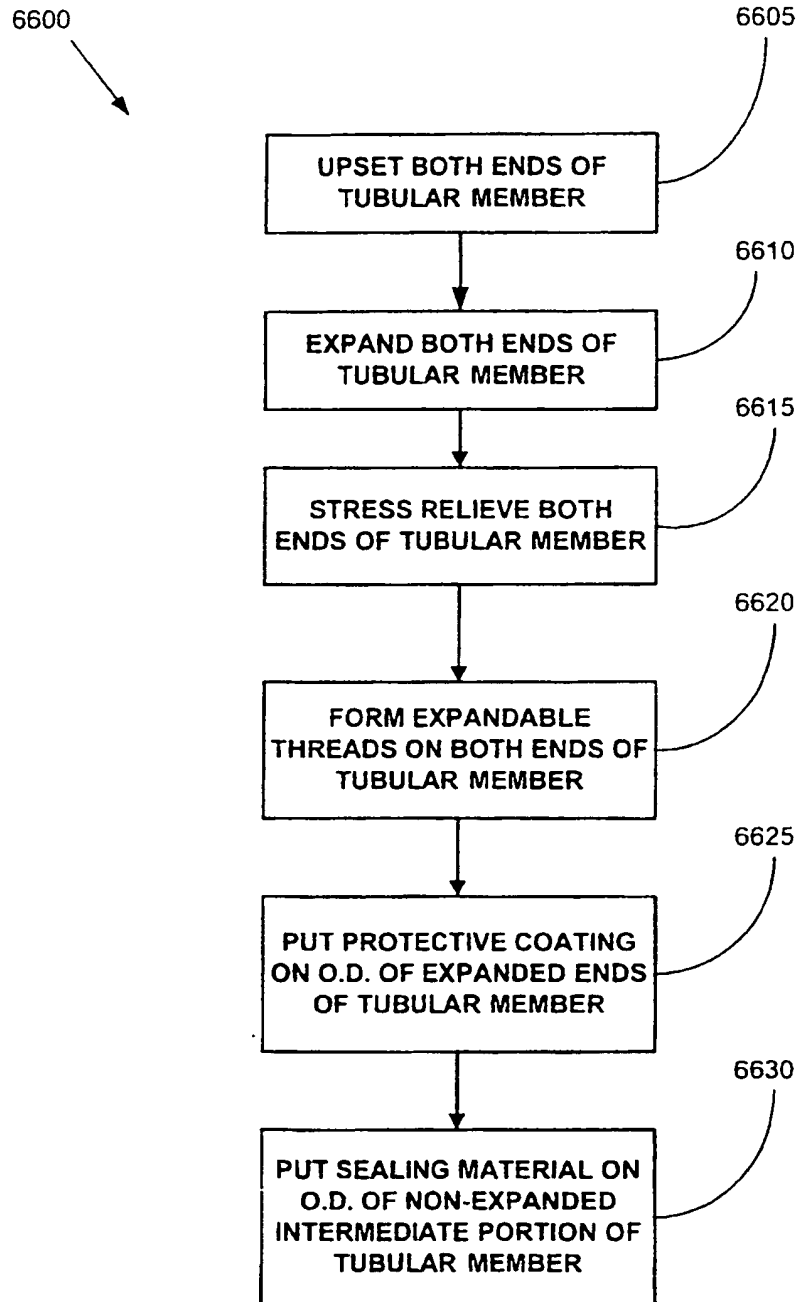 6600
6605
UPSET BOTH ENDS OF
TUBULAR MEMBER
6610
EXPAND BOTH ENDS OF
TUBULAR MEMBER
6615
STRESS RELIEVE BOTH
ENDS OF TUBULAR MEMBER
6620
FORM EXPANDABLE
THREADS ON BOTH ENDS OF
TUBULAR MEMBER
6625
PUT PROTECTIVE COATING
ON O.D. OF EXPANDED ENDS
OF TUBULAR MEMBER
6630
PUT SEALING MATERIAL ON
O.D. OF NON-EXPANDED
INTERMEDIATE PORTION OF
TUBULAR MEMBER